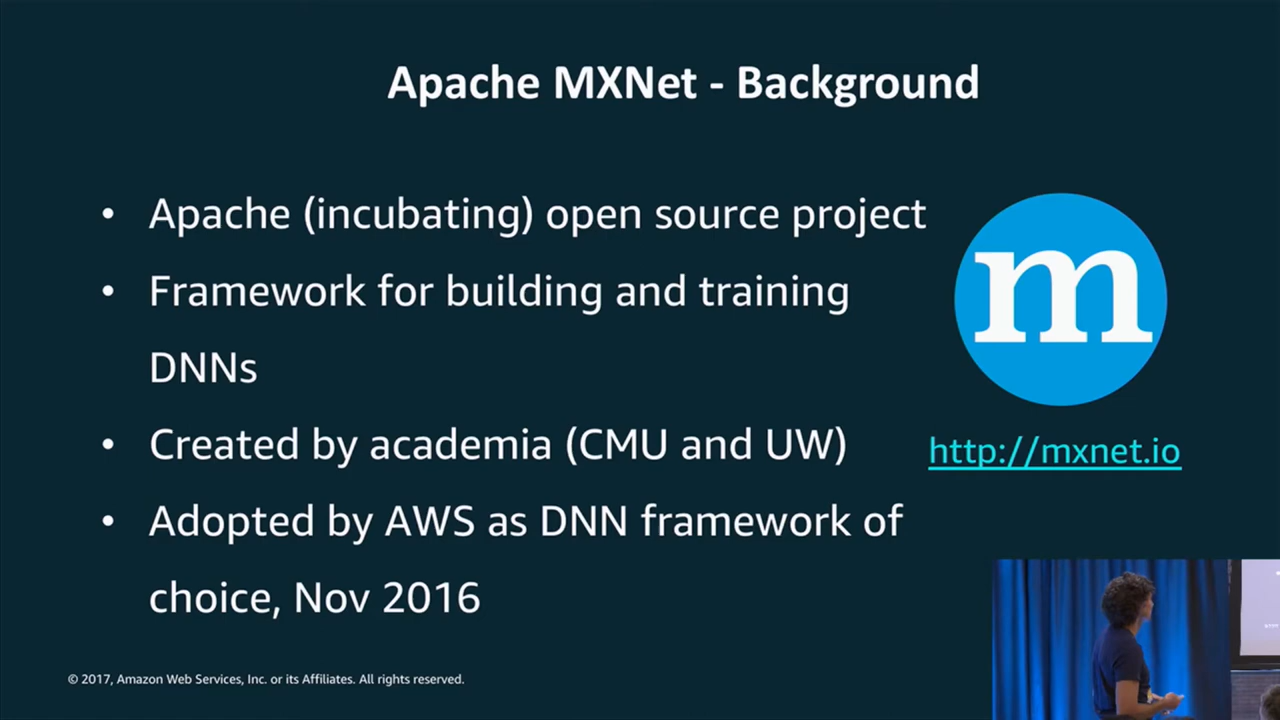 Apache MXNet - Background
• Apache (incubating) open source project
• Framework for building and training
DNNs
• Created by academia (CMU and UW)
• Adopted by AWS as DNN framework of
choice, Nov 2016
m
http://mxnet.io
© 2017, Amazon Web Services, Inc. or its Affiliates. All rights reserved.